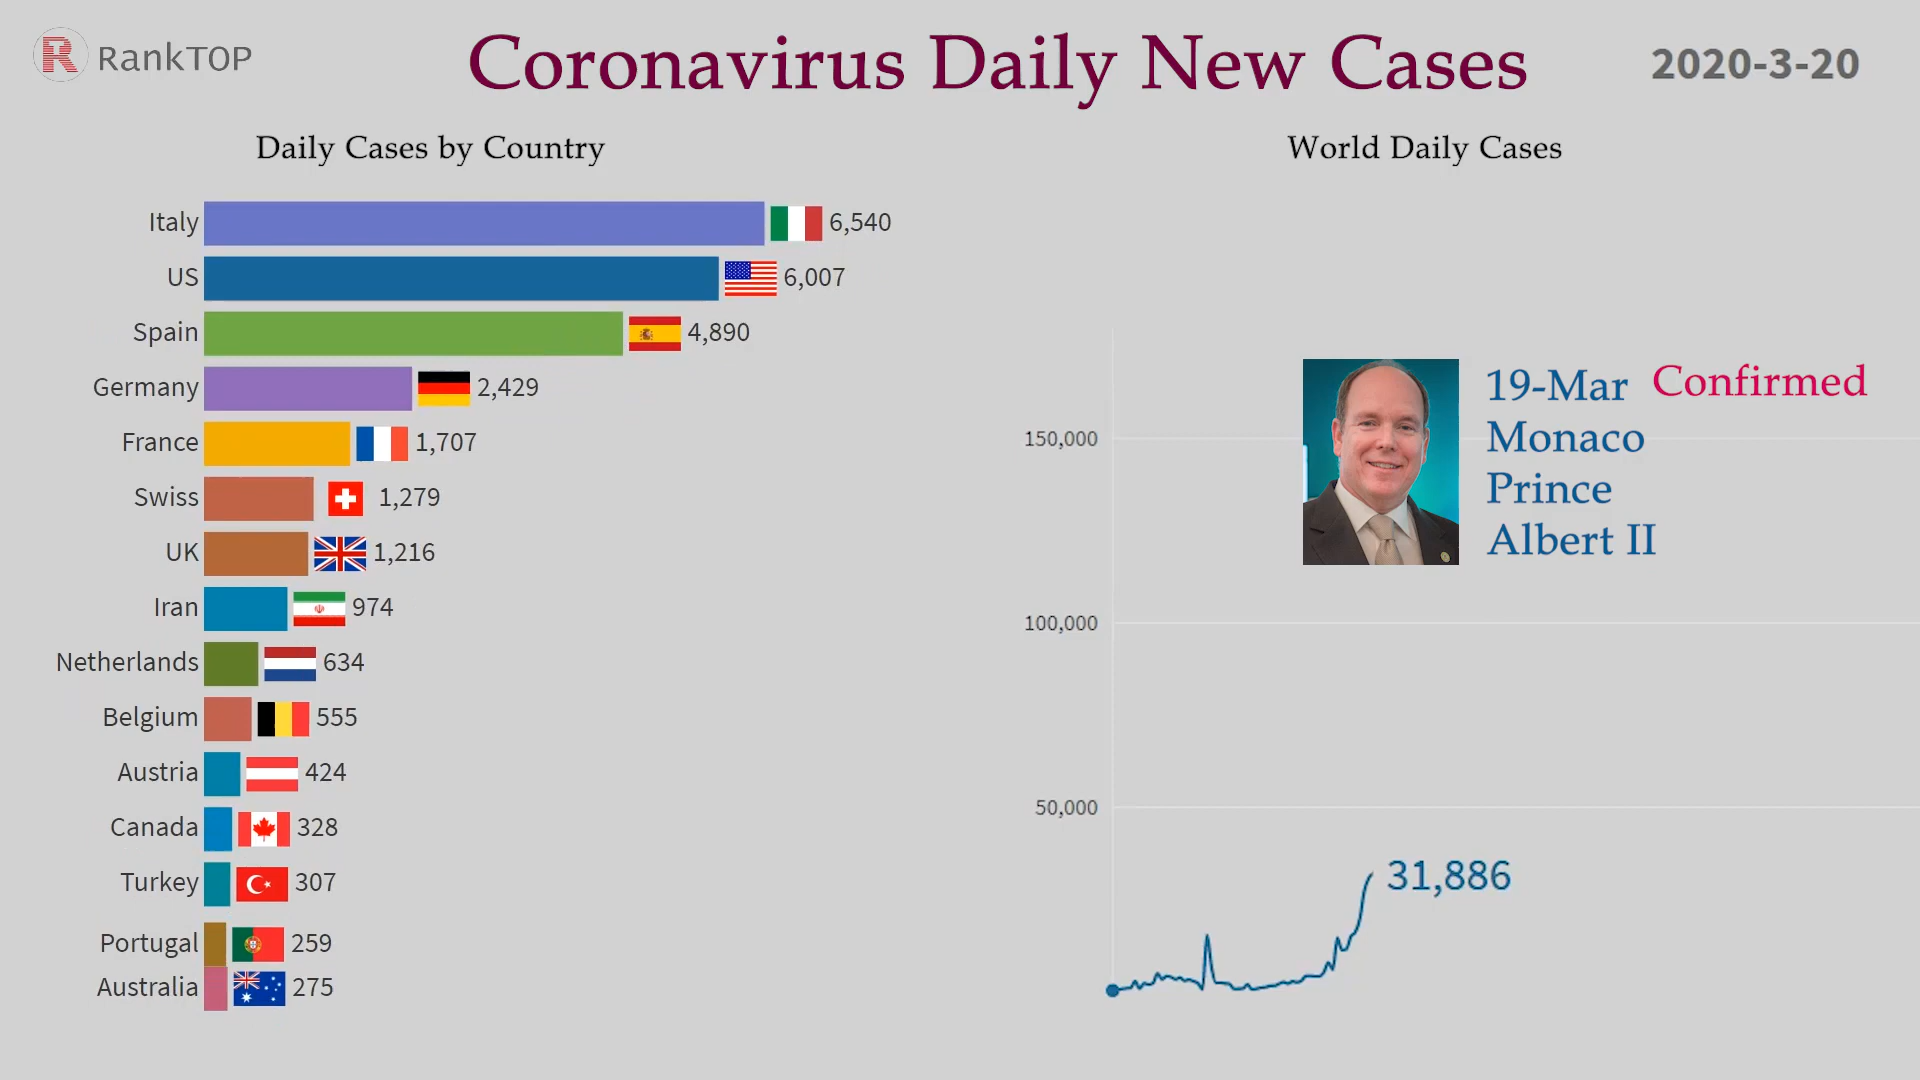 R RankTOP
Coronavirus Daily New Cases
2020-3-20
Daily Cases by Country
World Daily Cases
Italy 6,540
US 6,007
Spain 4,890
Germany 2,429
France 1,707
Swiss 1,279
UK 1,216
Iran 974
Netherlands 634
Belgium 555
Austria 424
Canada 328
Turkey 307
Portugal 259
Australia 275
19-Mar Confirmed
Monaco
Prince
Albert II
150,000
100,000
50,000
31,886